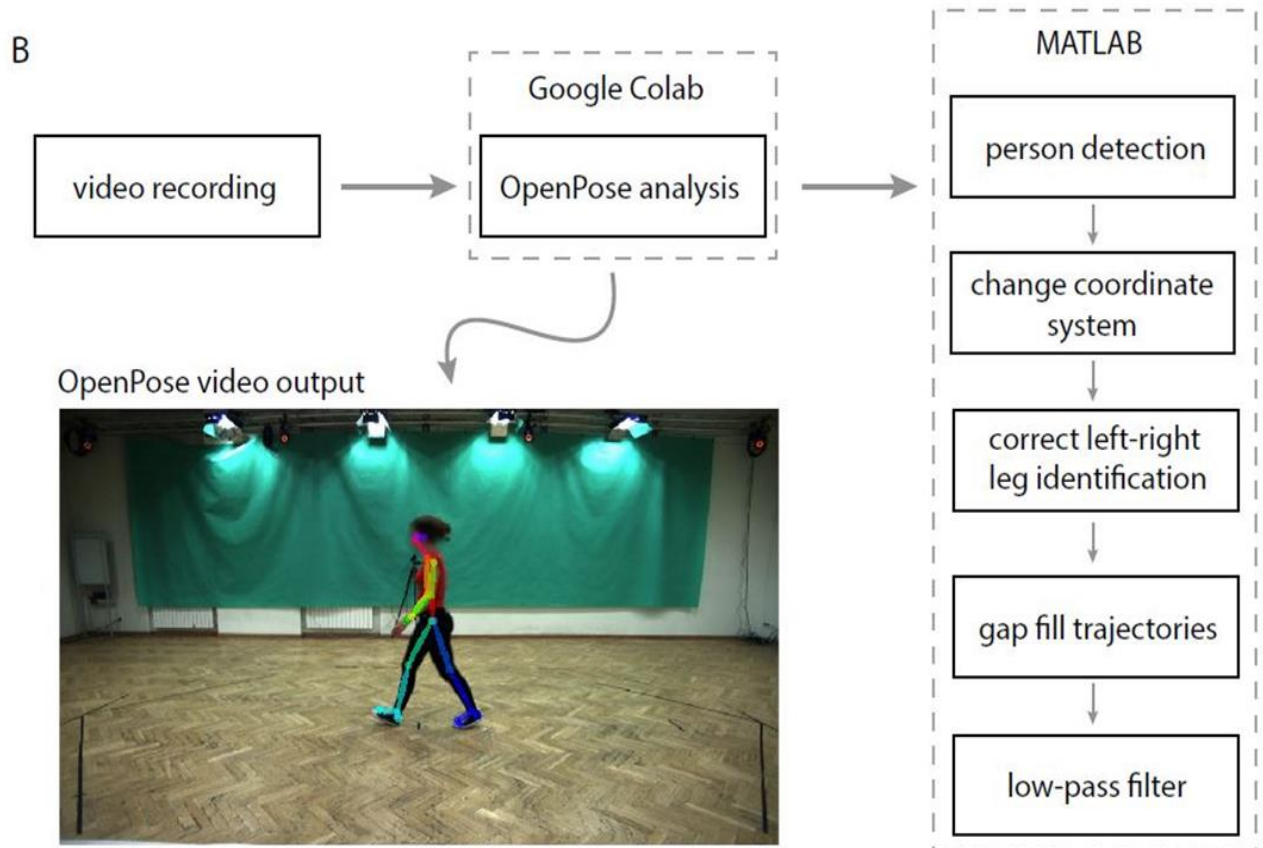 B
video recording
Google Colab
OpenPose analysis
MATLAB
person detection
change coordinate
system
correct left-right
leg identification
gap fill trajectories
low-pass filter
OpenPose video output